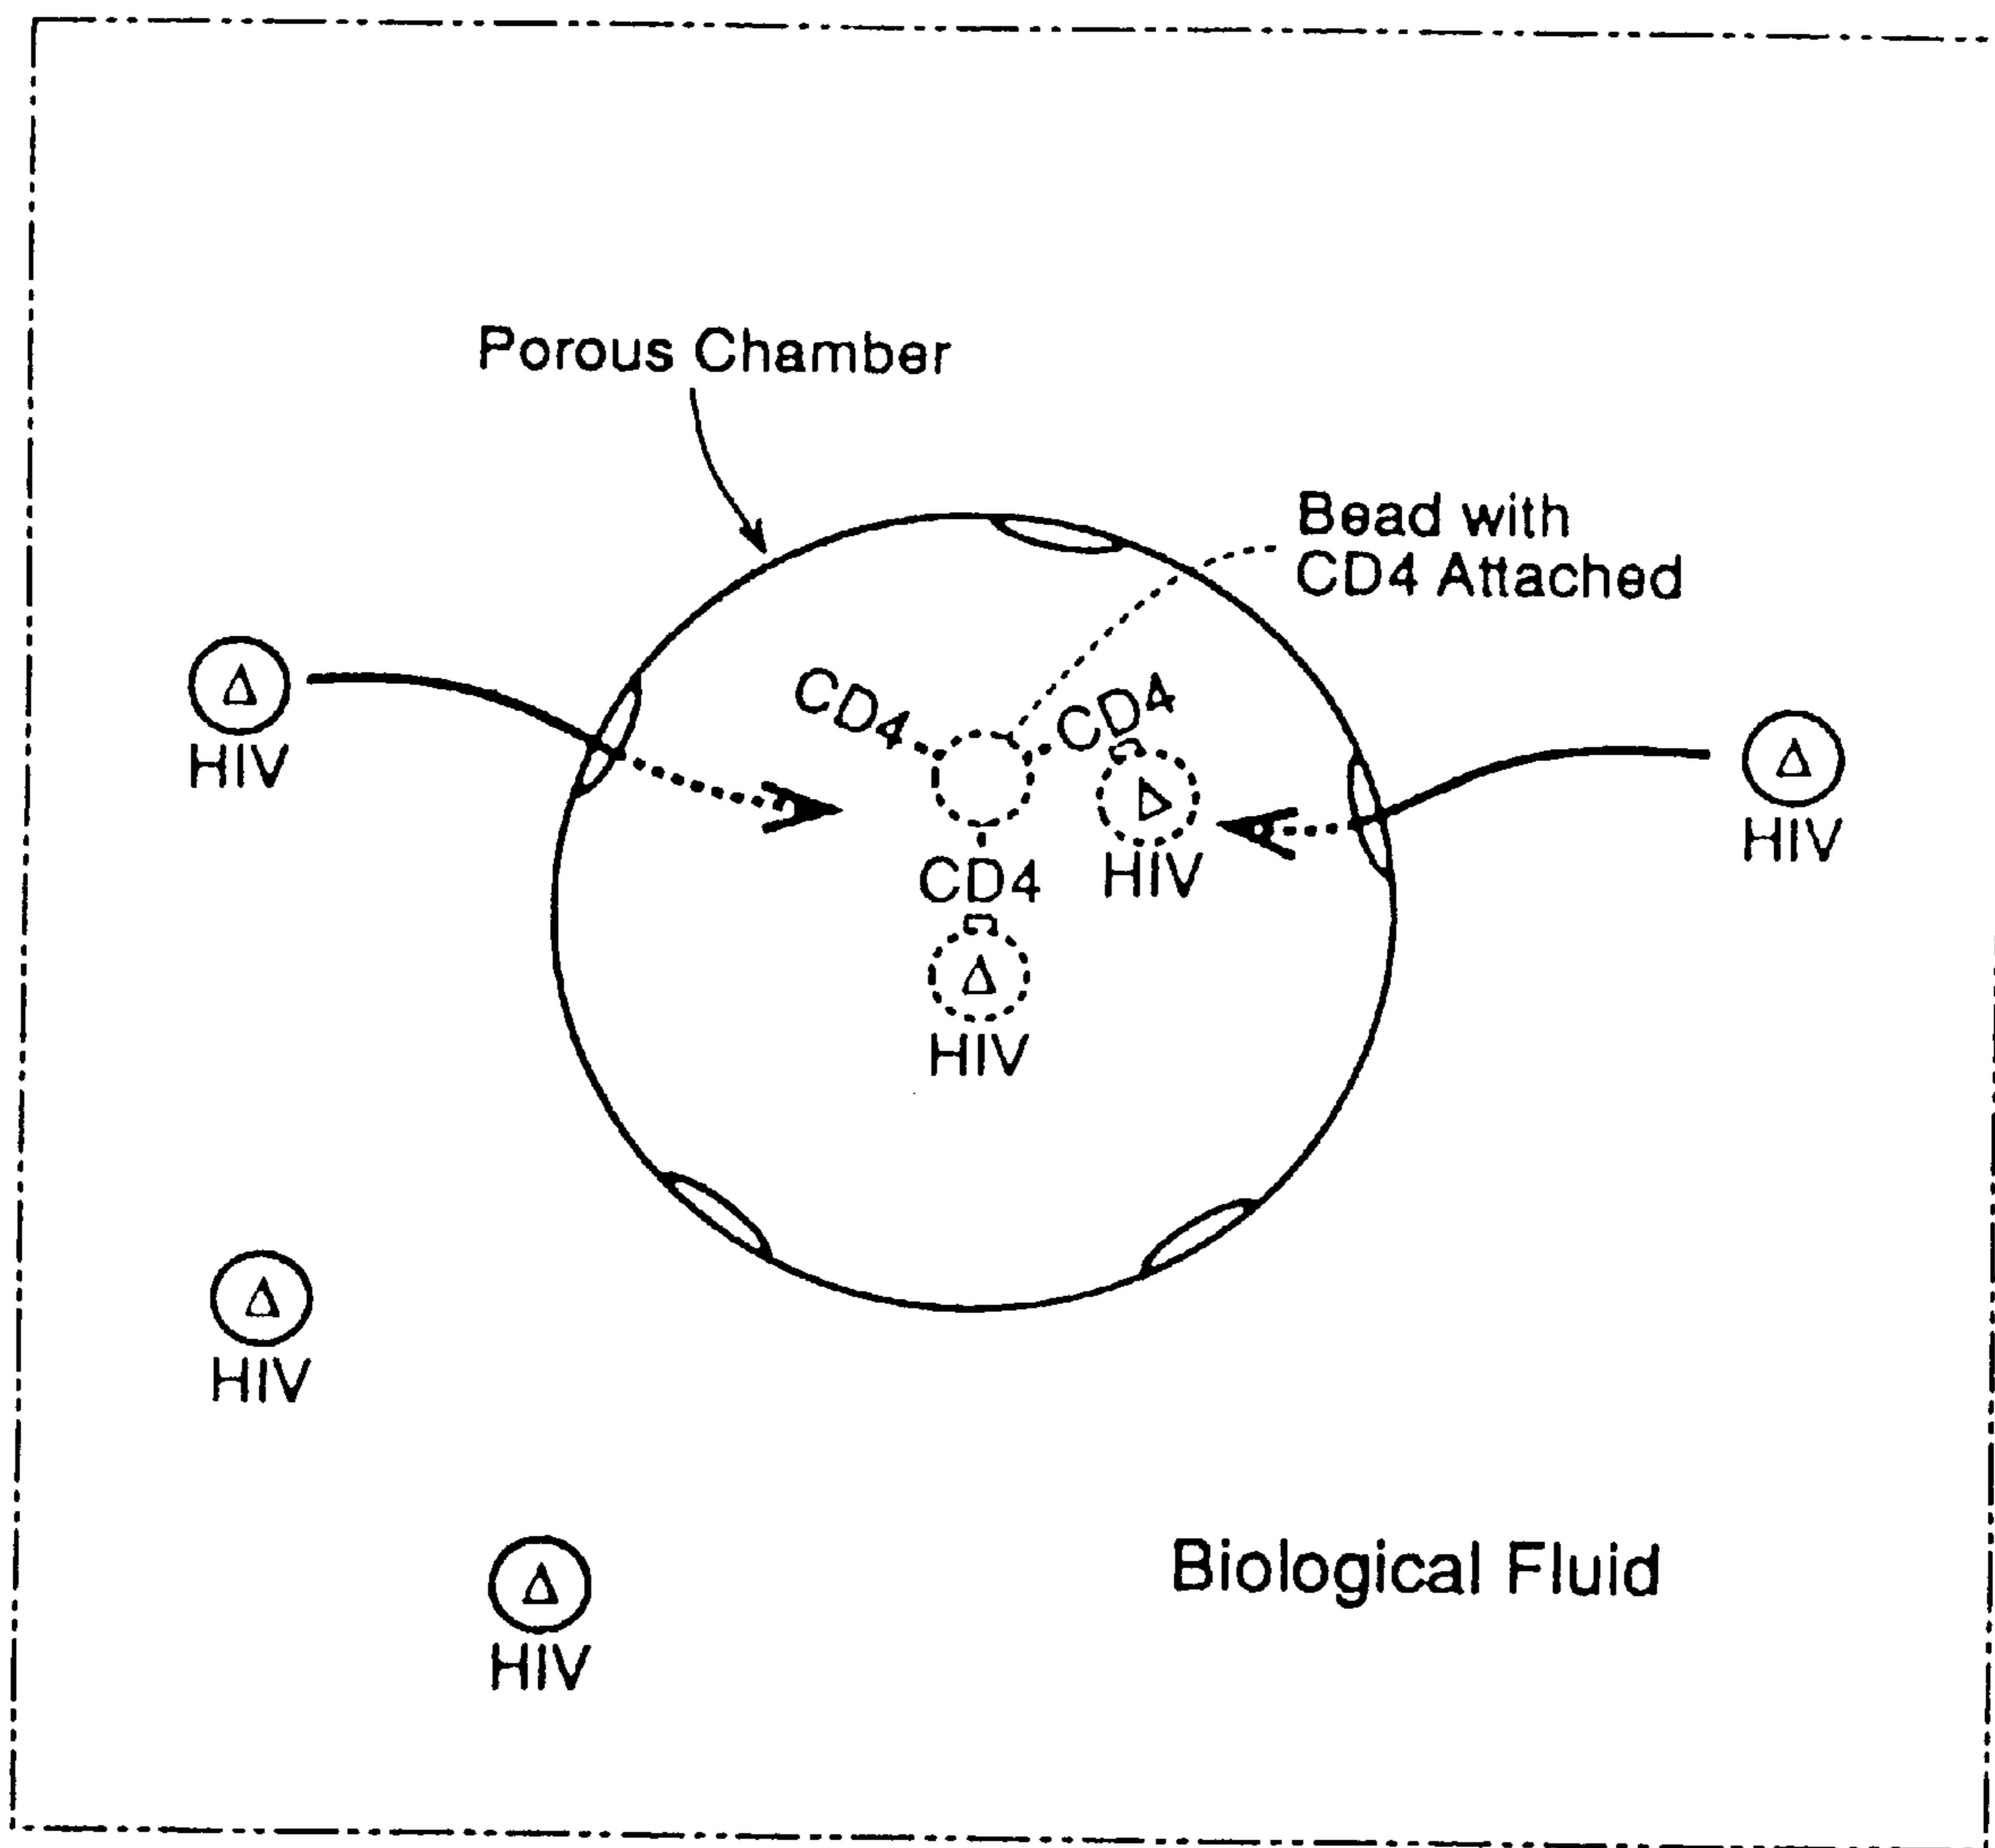 Porous Chamber
Bead with
CD4 Attached
CD4
CD4
HIV
HIV
CD4
HIV
HIV
HIV
HIV
Biological Fluid
HIV